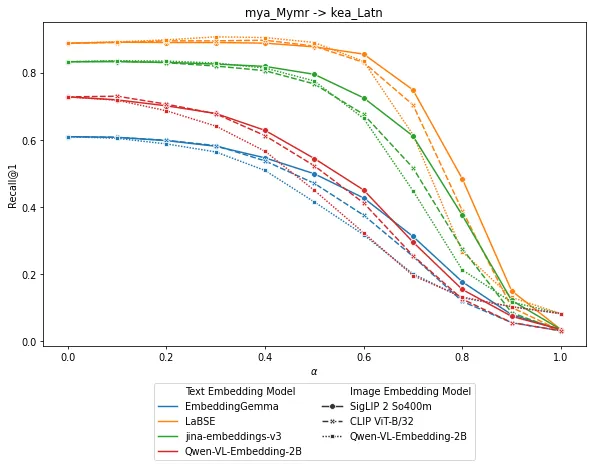 mya_Mymr -> kea_Latn
Recall@1
0.8
0.6
0.4
0.2
0.0
0.0 0.2 0.4 0.6 0.8 1.0
α
Text Embedding Model
EmbeddingGemma
LaBSE
jina-embeddings-v3
Qwen-VL-Embedding-2B
Image Embedding Model
SigLIP 2 So400m
CLIP ViT-B/32
Qwen-VL-Embedding-2B